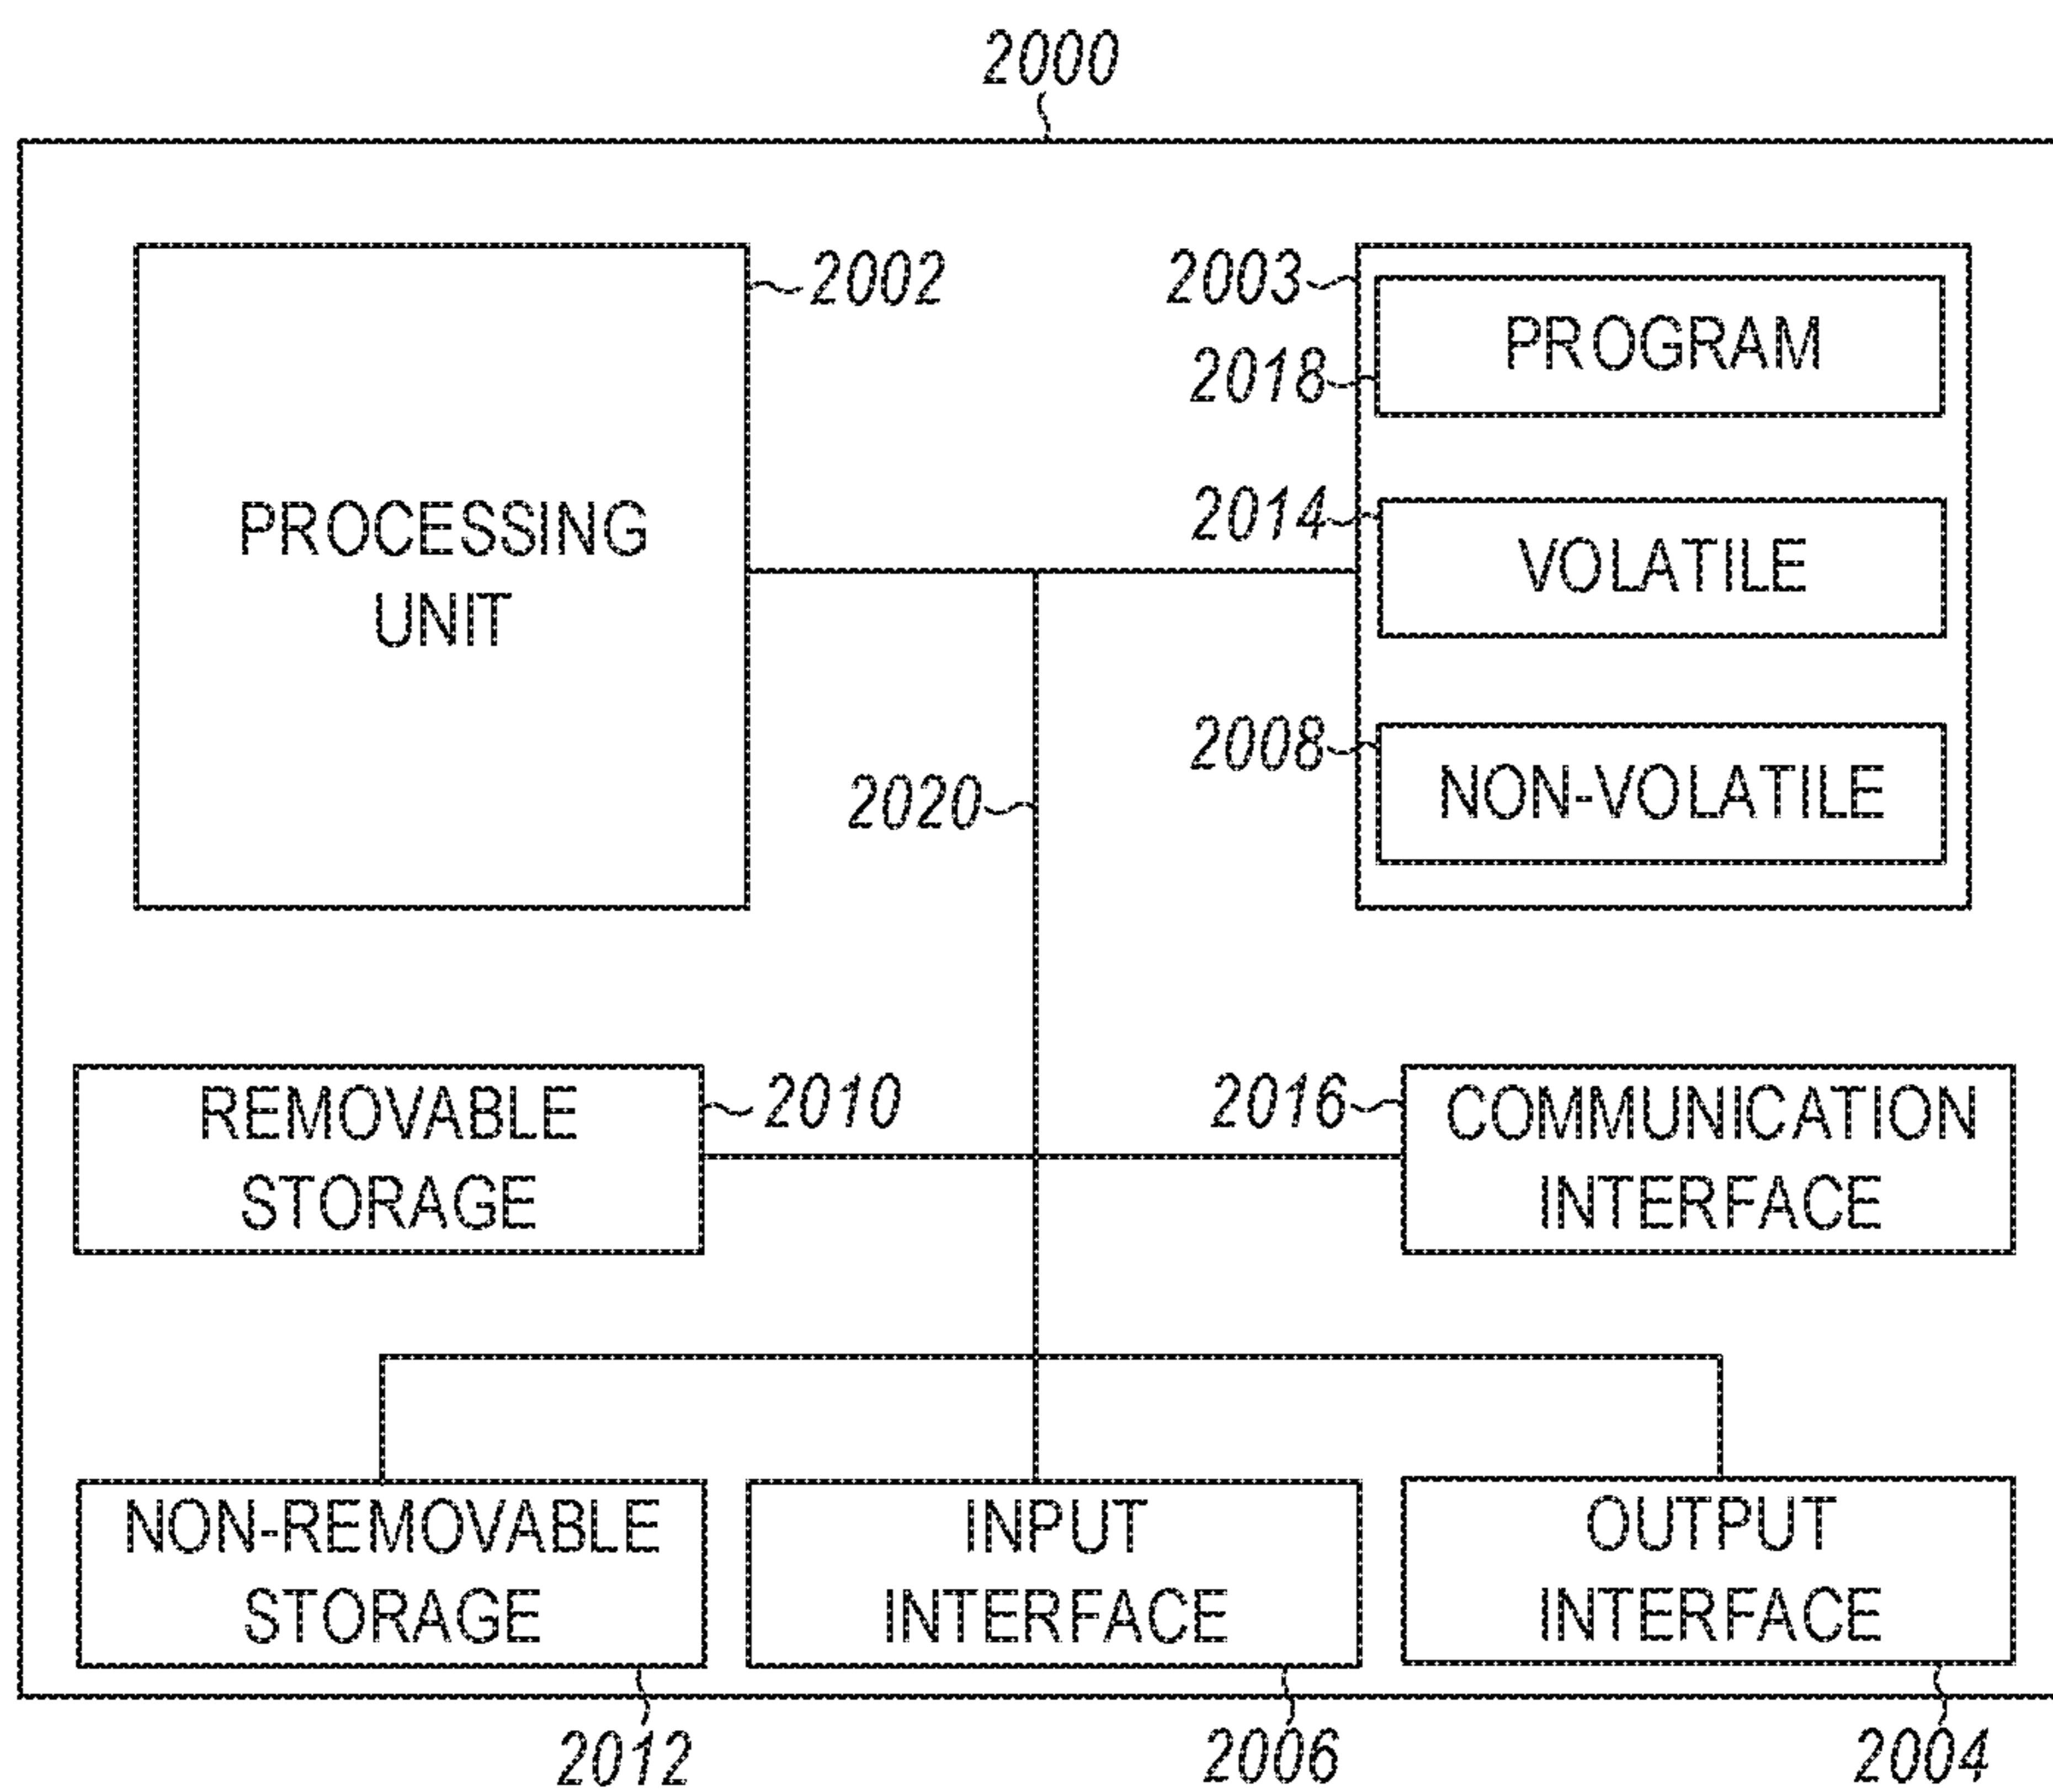 2000
2002
2003
PROGRAM
2018
PROCESSING
UNIT
2014
VOLATILE
2008
NON-VOLATILE
2020
REMOVABLE
STORAGE
2010
2016
COMMUNICATION
INTERFACE
NON-REMOVABLE
STORAGE
INPUT
INTERFACE
OUTPUT
INTERFACE
2012
2006
2004